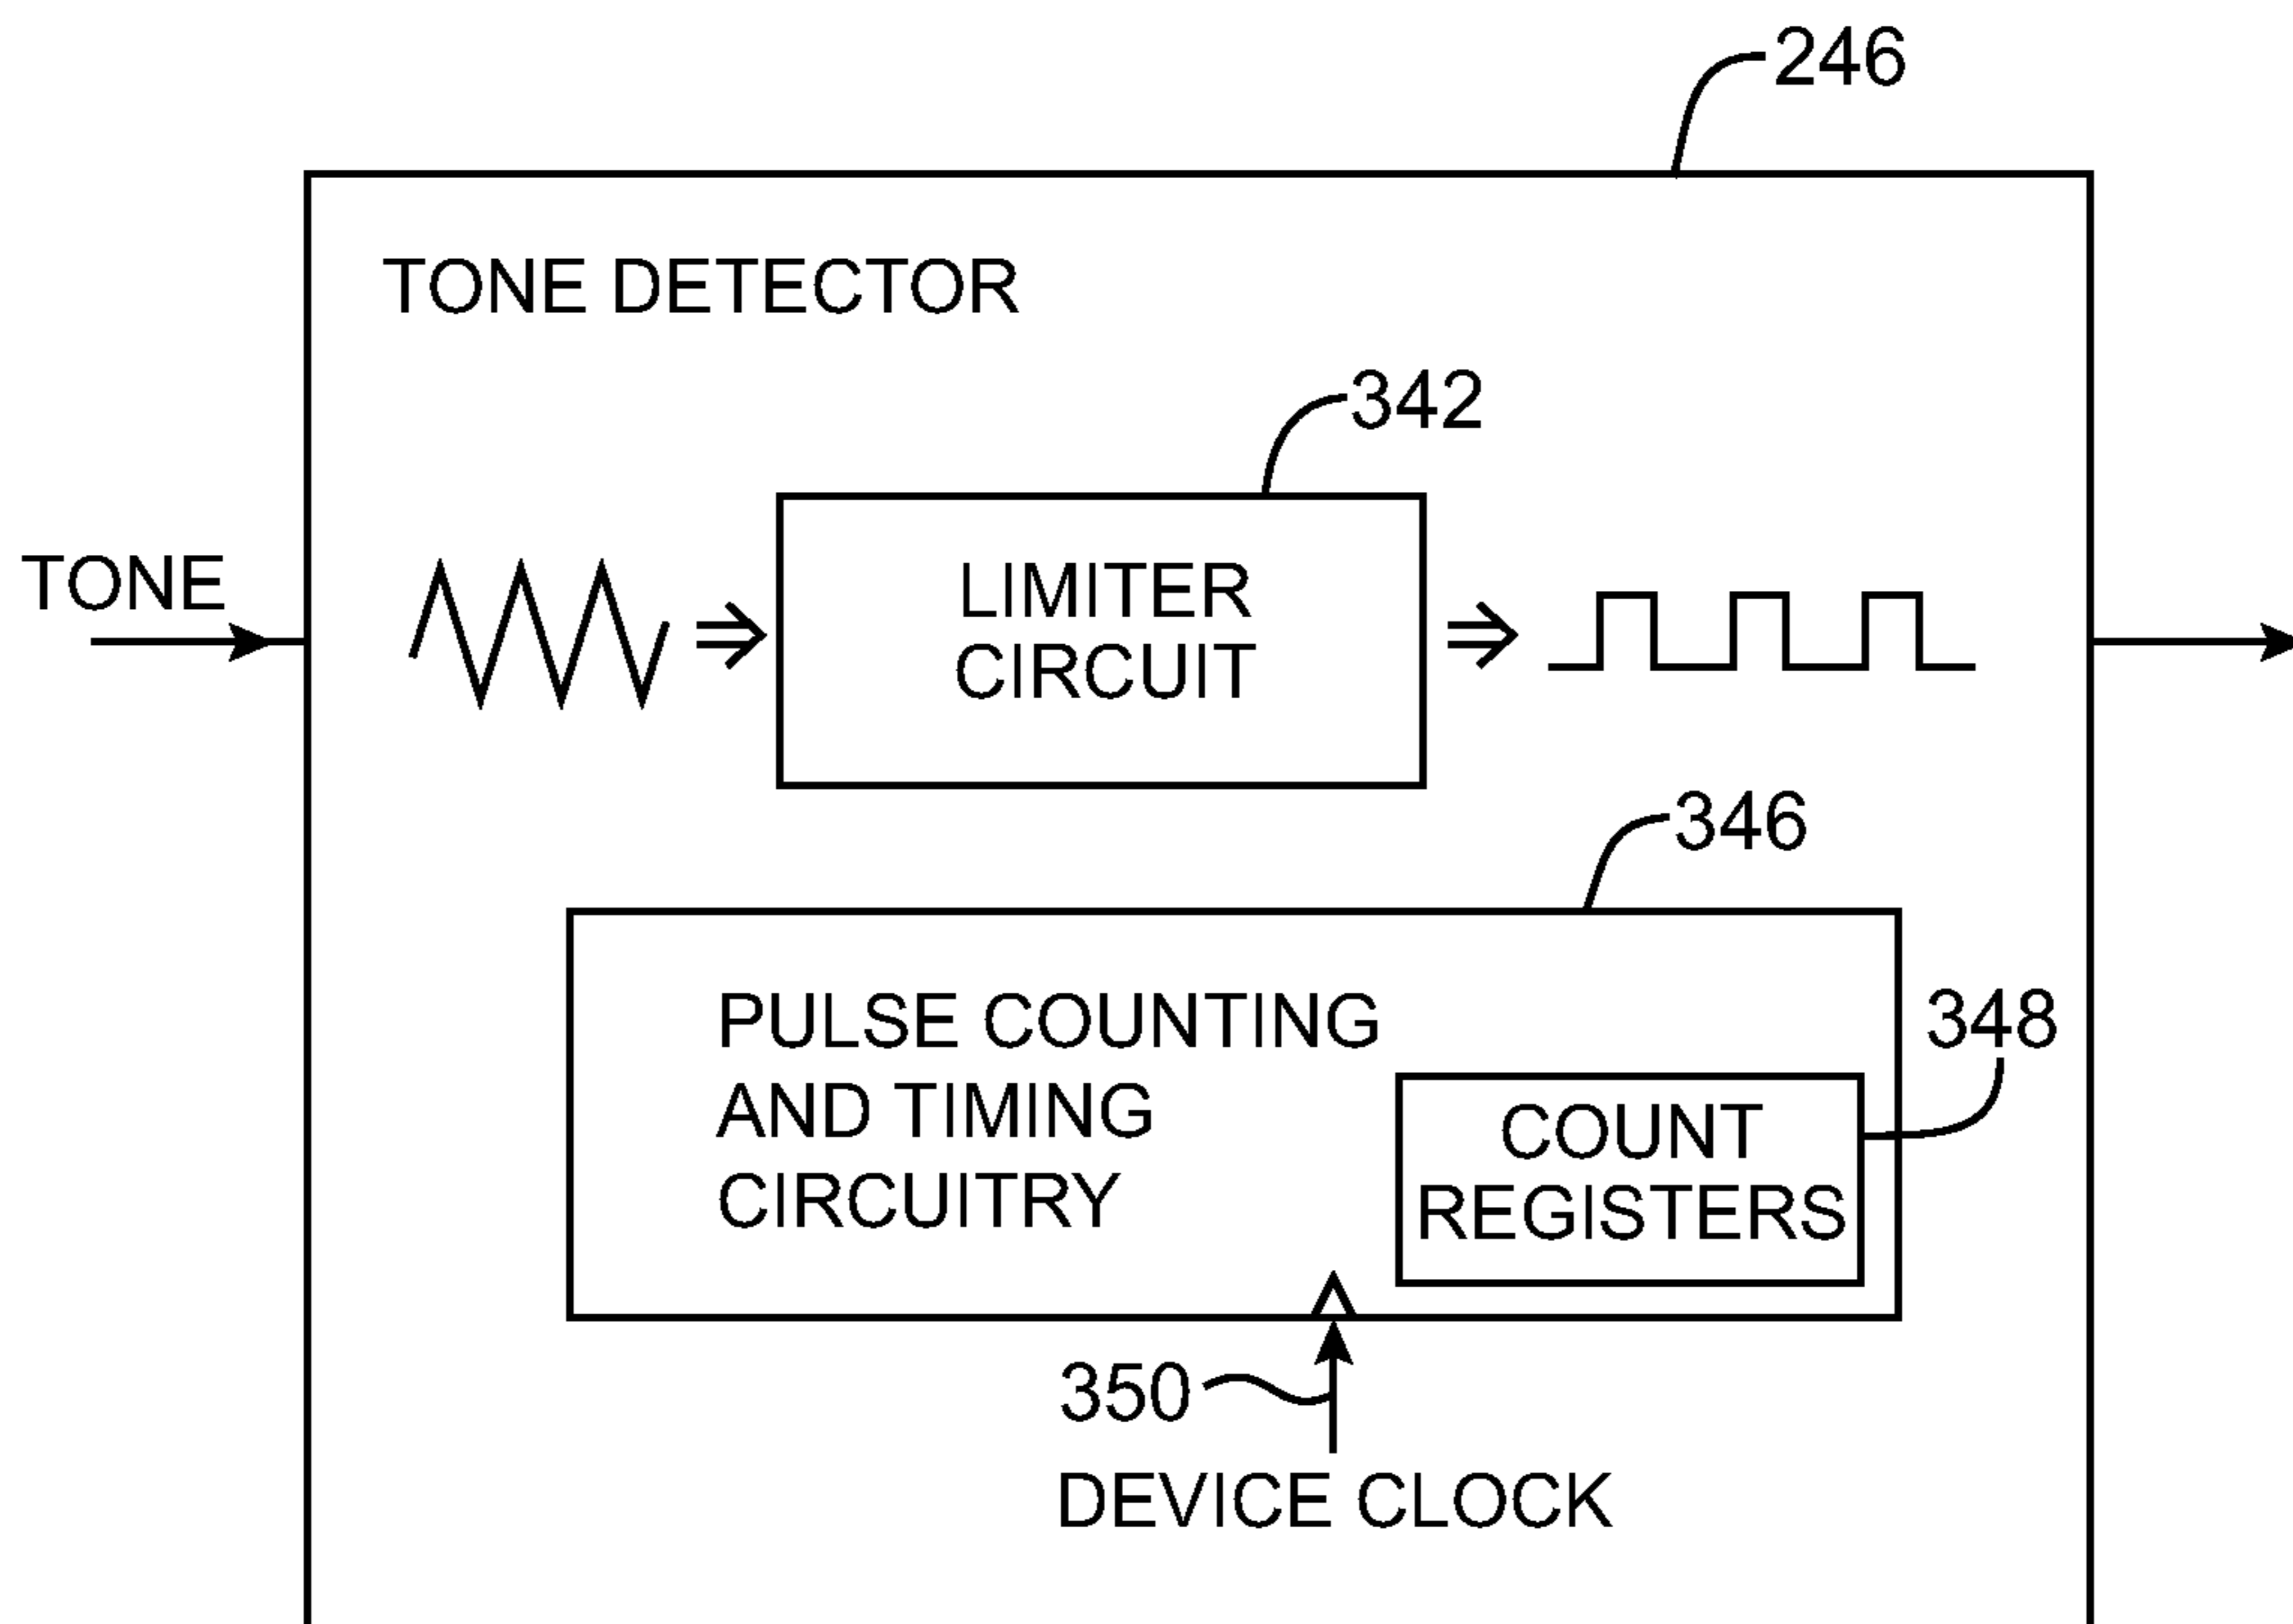 246
TONE DETECTOR
342
TONE
LIMITER
CIRCUIT
346
PULSE COUNTING
AND TIMING
CIRCUITRY
348
COUNT
REGISTERS
350
DEVICE CLOCK